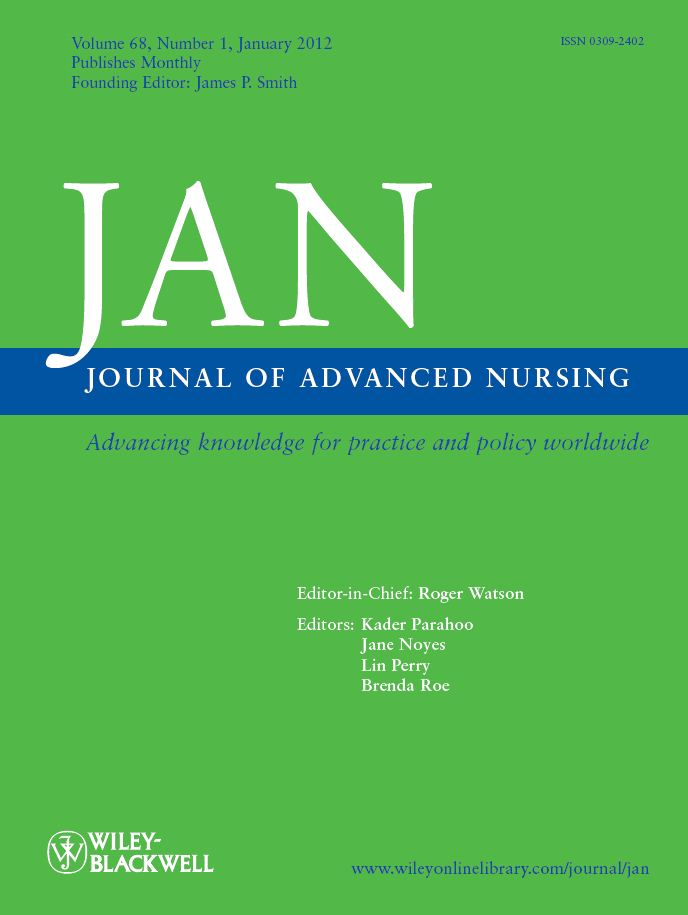 Volume 68, Number 1, January 2012
ISSN 0309-2402
Publishes Monthly
Founding Editor: James P. Smith
JAN
JOURNAL OF ADVANCED NURSING
Advancing knowledge for practice and policy worldwide
Editor-in-Chief: Roger Watson
Editors: Kader Parahoo
Jane Noyes
Lin Perry
Brenda Roe
WILEY-
BLACKWELL
www.wileyonlinelibrary.com/journal/jan